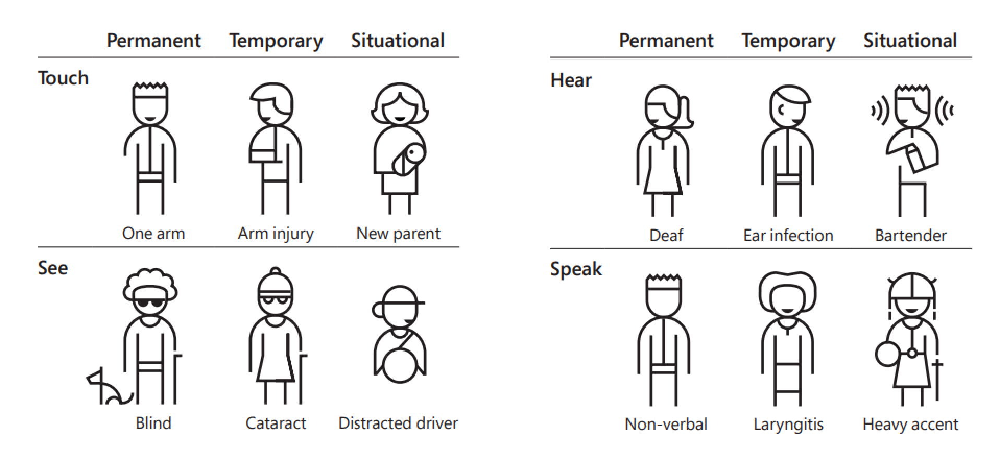 Permanent Temporary Situational
Touch
One arm Arm injury New parent
See
Blind Cataract Distracted driver
Permanent Temporary Situational
Hear
Deaf Ear infection Bartender
Speak
Non-verbal Laryngitis Heavy accent